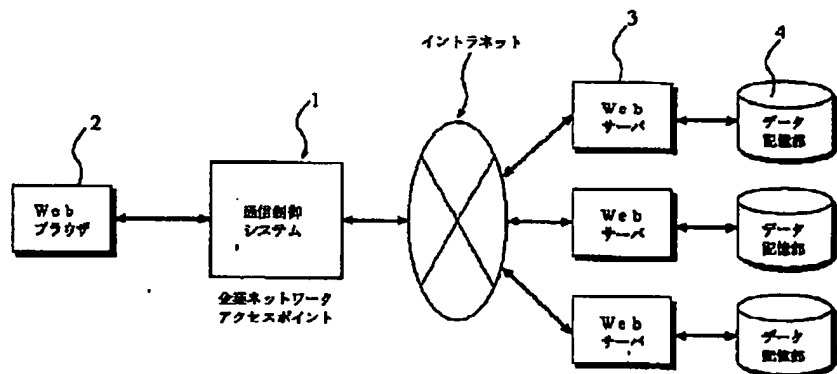 イントラネット
3
4
1
2
Web
サーバ
データ
記憶部
Web
ブラウザ
通信制御
システム
Web
サーバ
データ
記憶部
企業ネットワーク
アクセスポイント
Web
サーバ
データ
記憶部